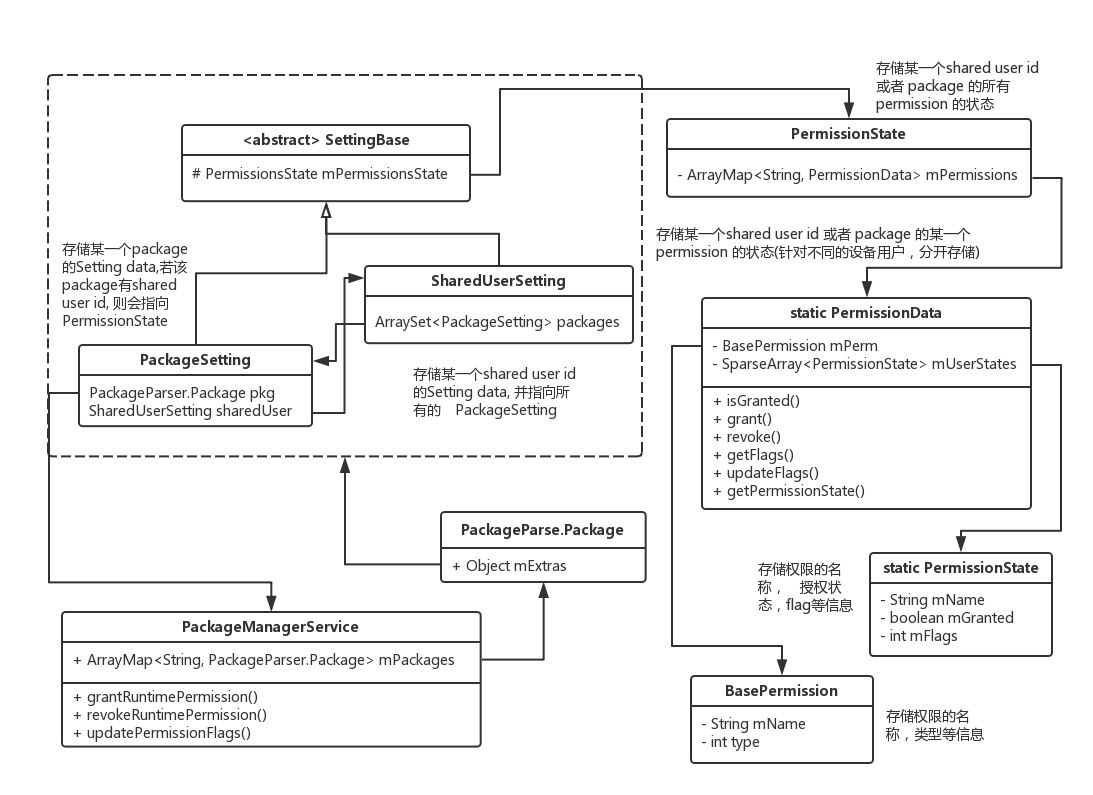 存储某一个shared user id
或者 package 的所有
permission 的状态
<abstract> SettingBase
# PermissionsState mPermissionsState
PermissionState
- ArrayMap<String, PermissionData> mPermissions
存储某一个package
的Setting data,若该
package有shared
user id, 则会指向
PermissionState
存储某一个shared user id 或者 package 的某一个
permission 的状态(针对不同的设备用户，分开存储)
SharedUserSetting
ArraySet<PackageSetting> packages
static PermissionData
- BasePermission mPerm
- SparseArray<PermissionState> mUserStates
+ isGranted()
+ grant()
+ revoke()
+ getFlags()
+ updateFlags()
+ getPermissionState()
PackageSetting
PackageParser.Package pkg
SharedUserSetting sharedUser
存储某一个shared user id
的Setting data, 并指向所
有的 PackageSetting
PackageParse.Package
+ Object mExtras
存储权限的名
称， 授权状
态，flag等信息
static PermissionState
- String mName
- boolean mGranted
- int mFlags
PackageManagerService
+ ArrayMap<String, PackageParser.Package> mPackages
+ grantRuntimePermission()
+ revokeRuntimePermission()
+ updatePermissionFlags()
BasePermission
- String mName
- int type
存储权限的名
称，类型等信息